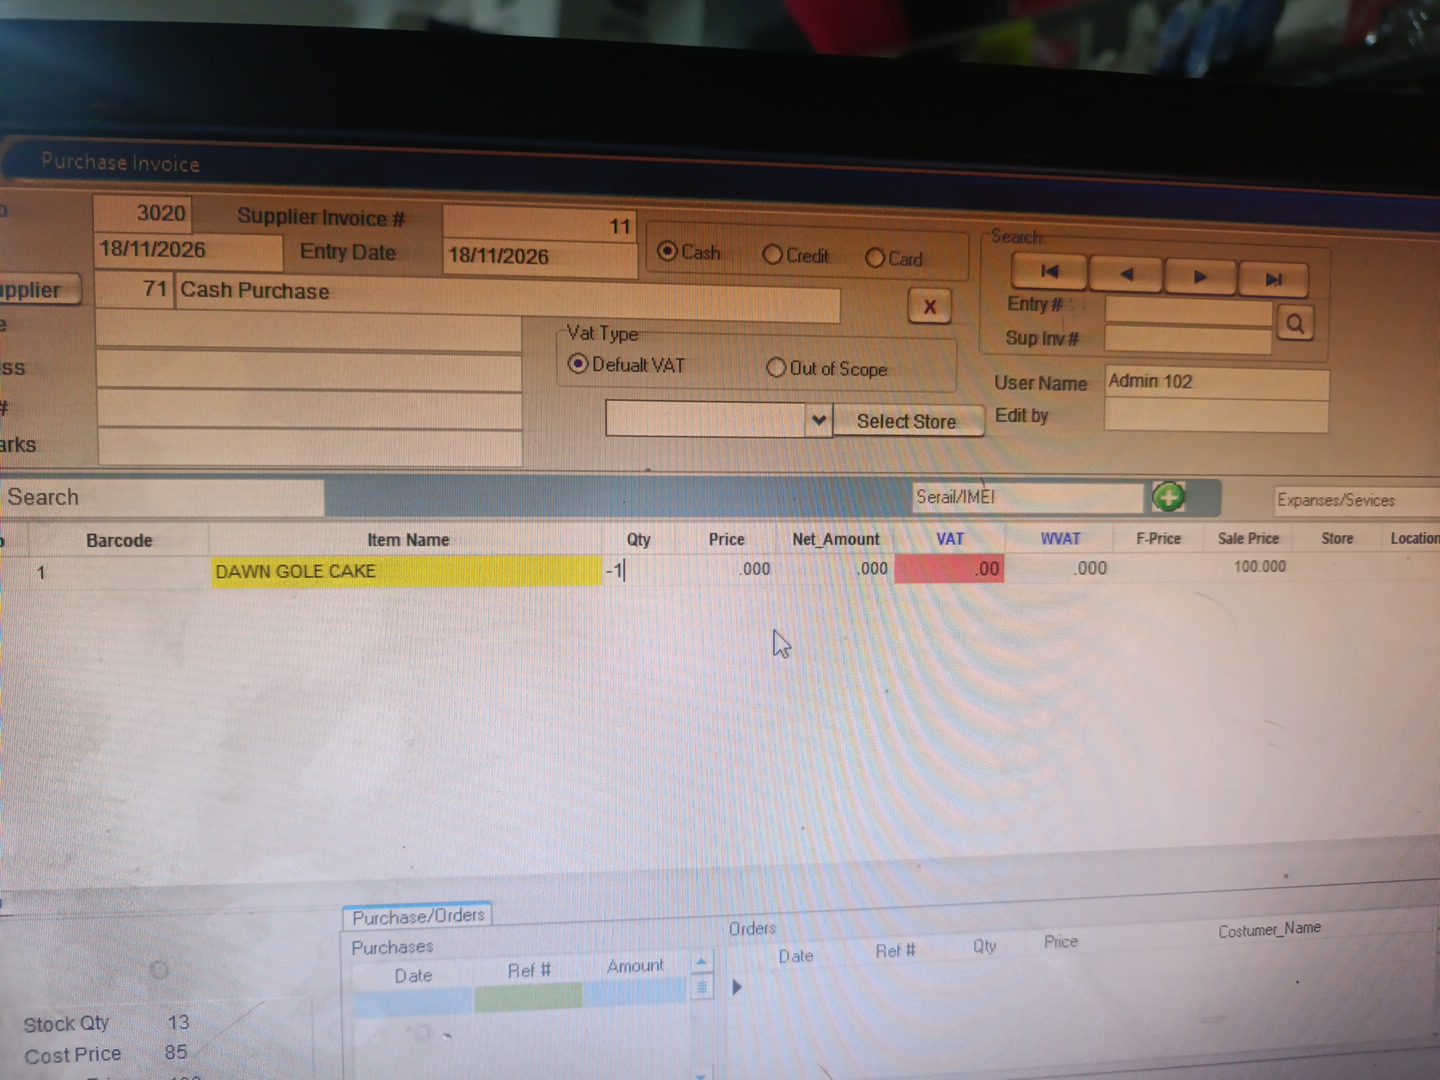 Purchase Invoice
3020 Supplier Invoice # 11
18/11/2026 Entry Date 18/11/2026
Cash Credit Card
Search
71 Cash Purchase X
Entry #
Sup Inv#
Vat Type
Defualt VAT Out of Scope
User Name Admin 102
Select Store Edit by
Search Serail/IMEI Expanses/Sevices
Barcode Item Name Qty Price Net_Amount VAT WVAT F-Price Sale Price Store Location
1 DAWN GOLE CAKE -1 .000 .000 .00 .000 100.000
Purchase/Orders
Purchases Orders
Date Ref # Amount Date Ref # Qty Price Costumer_Name
Stock Qty 13
Cost Price 85